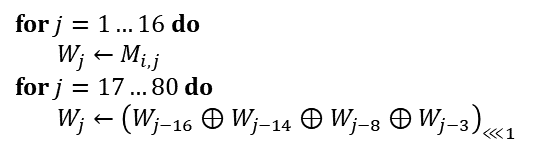 for j = 1 … 16 do
W_j ← M_{i,j}
for j = 17 … 80 do
W_j ← (W_{j−16} ⊕ W_{j−14} ⊕ W_{j−8} ⊕ W_{j−3})_{⋘1}